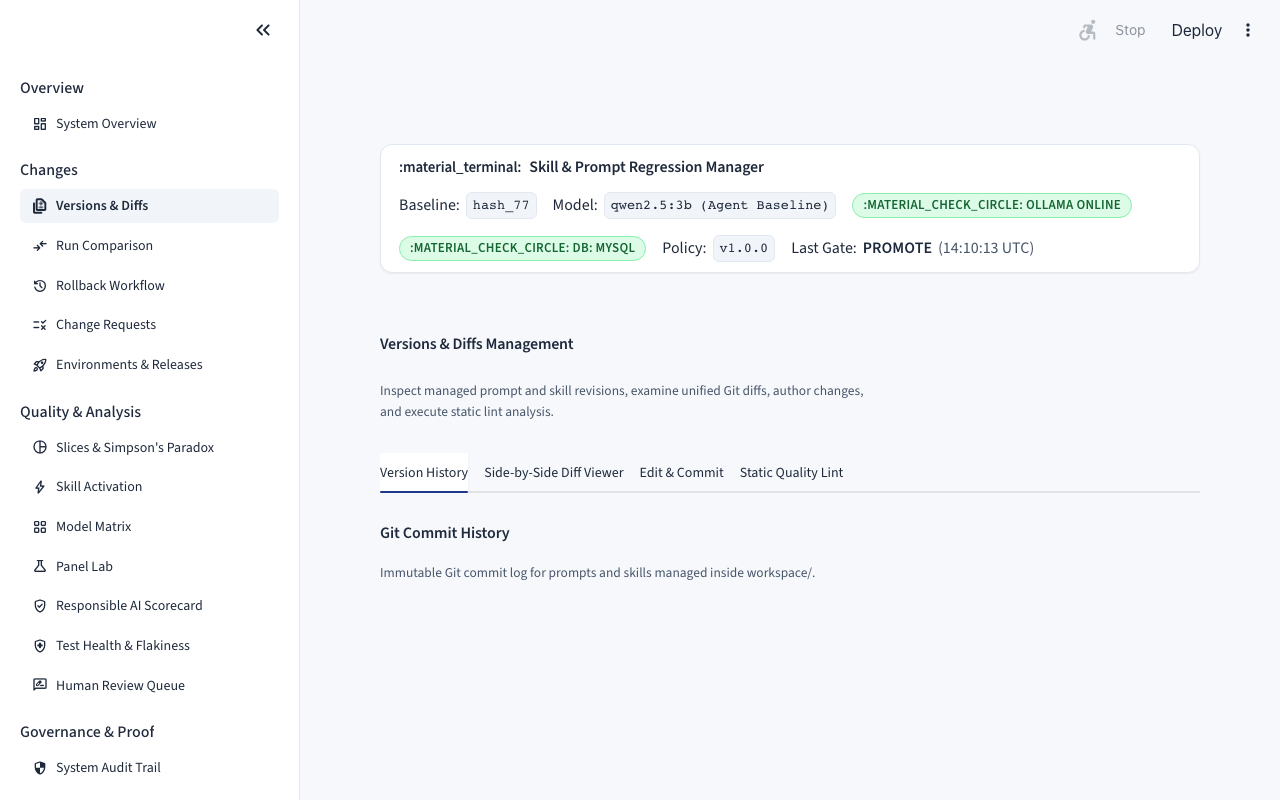 Stop
Deploy
Overview
System Overview
Changes
Versions & Diffs
Run Comparison
Rollback Workflow
Change Requests
Environments & Releases
Quality & Analysis
Slices & Simpson's Paradox
Skill Activation
Model Matrix
Panel Lab
Responsible AI Scorecard
Test Health & Flakiness
Human Review Queue
Governance & Proof
System Audit Trail
:material_terminal: Skill & Prompt Regression Manager
Baseline: hash_77 Model: qwen2.5:3b (Agent Baseline) :MATERIAL_CHECK_CIRCLE: OLLAMA ONLINE
:MATERIAL_CHECK_CIRCLE: DB: MYSQL Policy: v1.0.0 Last Gate: PROMOTE (14:10:13 UTC)
Versions & Diffs Management
Inspect managed prompt and skill revisions, examine unified Git diffs, author changes,
and execute static lint analysis.
Version History Side-by-Side Diff Viewer Edit & Commit Static Quality Lint
Git Commit History
Immutable Git commit log for prompts and skills managed inside workspace/.